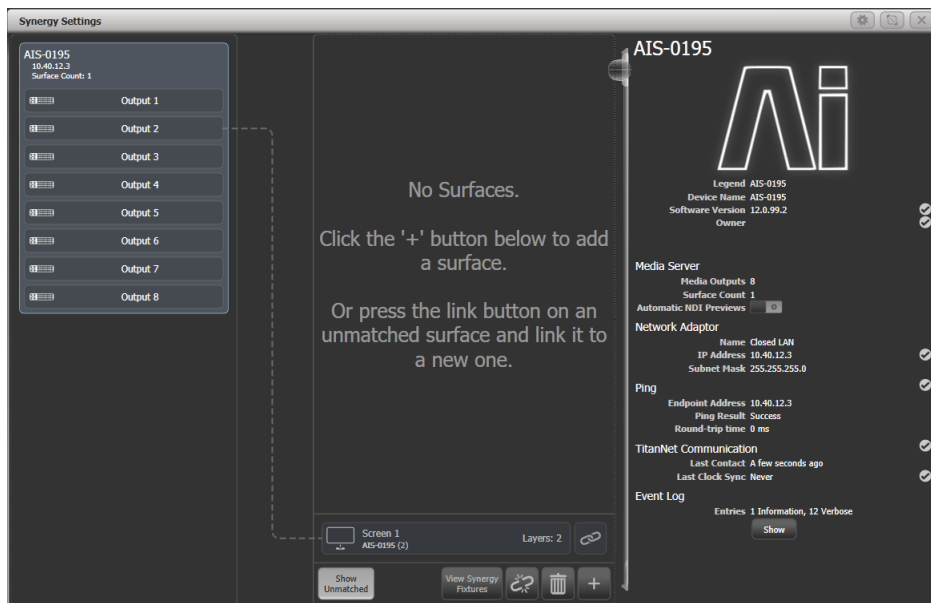 Synergy Settings
AIS-0195
10.40.12.3
Surface Count: 1
Output 1
Output 2
Output 3
Output 4
Output 5
Output 6
Output 7
Output 8
No Surfaces.
Click the '+' button below to add
a surface.
Or press the link button on an
unmatched surface and link it to
a new one.
Screen 1
AIS-0195 (2)
Layers: 2
Show
Unmatched
View Synergy
Fixtures
+
AIS-0195
Ai
Legend AIS-0195
Device Name AIS-0195
Software Version 12.0.99.2
Owner
Media Server
Media Outputs 8
Surface Count 1
Automatic NDI Previews
Network Adaptor
Name Closed LAN
IP Address 10.40.12.3
Subnet Mask 255.255.255.0
Ping
Endpoint Address 10.40.12.3
Ping Result Success
Round-trip time 0 ms
TitanNet Communication
Last Contact A few seconds ago
Last Clock Sync Never
Event Log
Entries 1 Information, 12 Verbose
Show